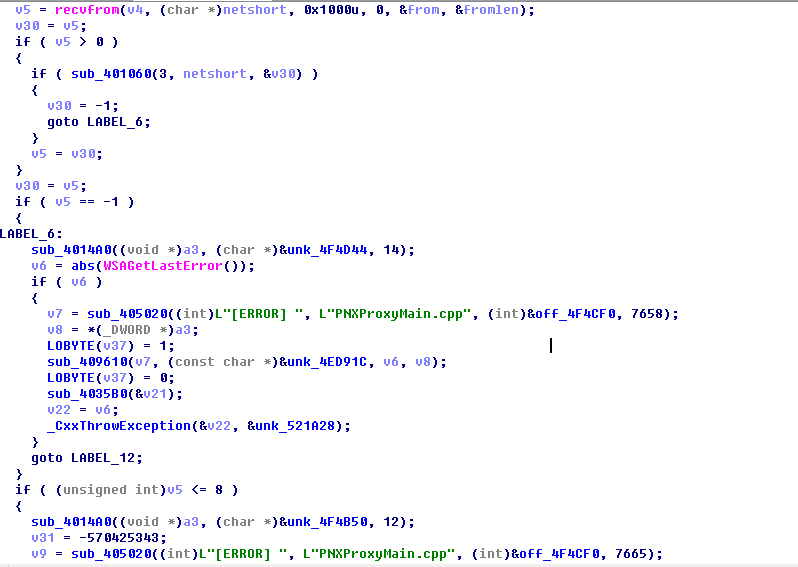 v5 = recvfrom(v4, (char *)netshort, 0x1000u, 0, &from, &fromlen);
v30 = v5;
if ( v5 > 0 )
{
if ( sub_401060(3, netshort, &v30) )
{
v30 = -1;
goto LABEL_6;
}
v5 = v30;
}
v30 = v5;
if ( v5 == -1 )
{
LABEL_6:
sub_4014A0((void *)a3, (char *)&unk_4F4D44, 14);
v6 = abs(WSAGetLastError());
if ( v6 )
{
v7 = sub_405020((int)L"[ERROR] ", L"PNXProxyMain.cpp", (int)&off_4F4CF0, 7658);
v8 = *(_DWORD *)a3;
LOBYTE(v37) = 1;
sub_409610(v7, (const char *)&unk_4ED91C, v6, v8);
LOBYTE(v37) = 0;
sub_4035B0(&v21);
v22 = v6;
_CxxThrowException(&v22, &unk_521A28);
}
goto LABEL_12;
}
if ( (unsigned int)v5 <= 8 )
{
sub_4014A0((void *)a3, (char *)&unk_4F4B50, 12);
v31 = -570425343;
v9 = sub_405020((int)L"[ERROR] ", L"PNXProxyMain.cpp", (int)&off_4F4CF0, 7665);